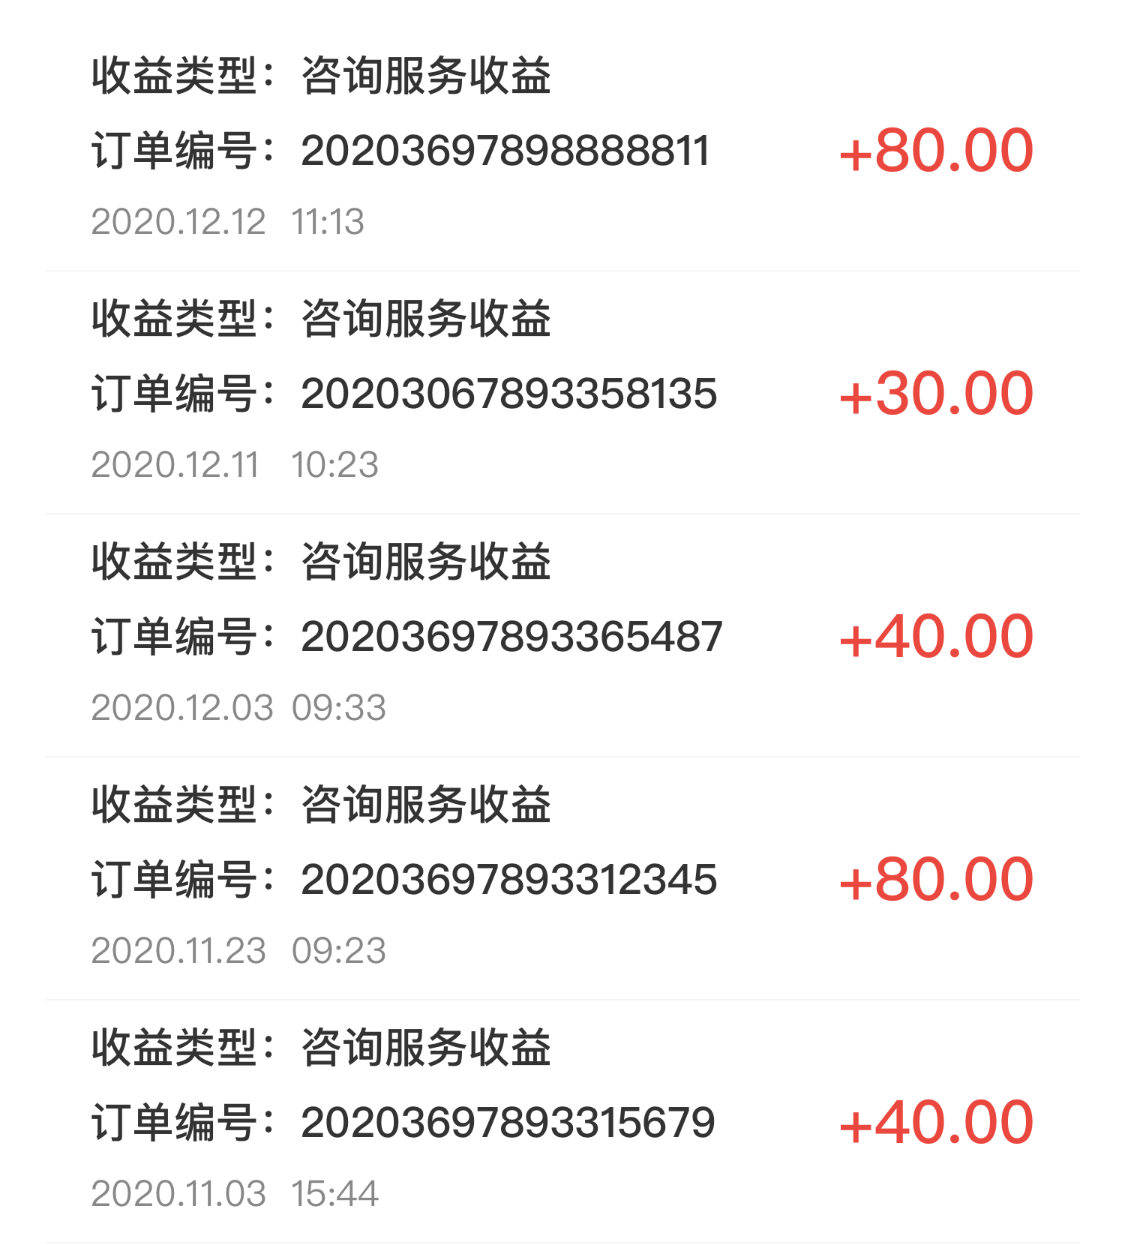 收益类型：咨询服务收益
订单编号：20203697898888811
+80.00
2020.12.12 11:13
收益类型：咨询服务收益
订单编号：20203067893358135
+30.00
2020.12.11 10:23
收益类型：咨询服务收益
订单编号：20203697893365487
+40.00
2020.12.03 09:33
收益类型：咨询服务收益
订单编号：20203697893312345
+80.00
2020.11.23 09:23
收益类型：咨询服务收益
订单编号：20203697893315679
+40.00
2020.11.03 15:44